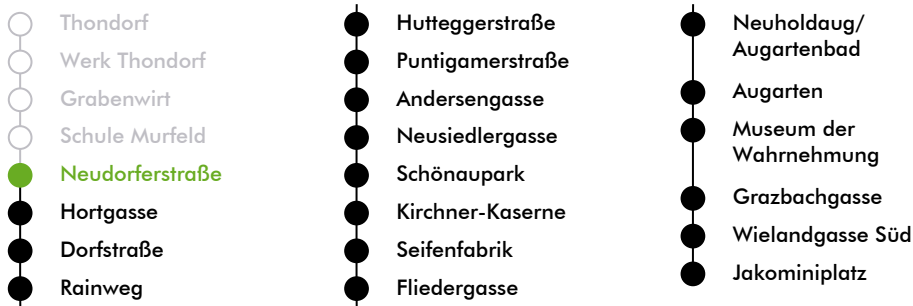 Thondorf
Werk Thondorf
Grabenwirt
Schule Murfeld
Neudorferstraße
Hortgasse
Dorfstraße
Rainweg
Hutteggerstraße
Puntigamerstraße
Andersengasse
Neusiedlergasse
Schönaupark
Kirchner-Kaserne
Seifenfabrik
Fliedergasse
Neuholdaug/
Augartenbad
Augarten
Museum der
Wahrnehmung
Grazbachgasse
Wielandgasse Süd
Jakominiplatz